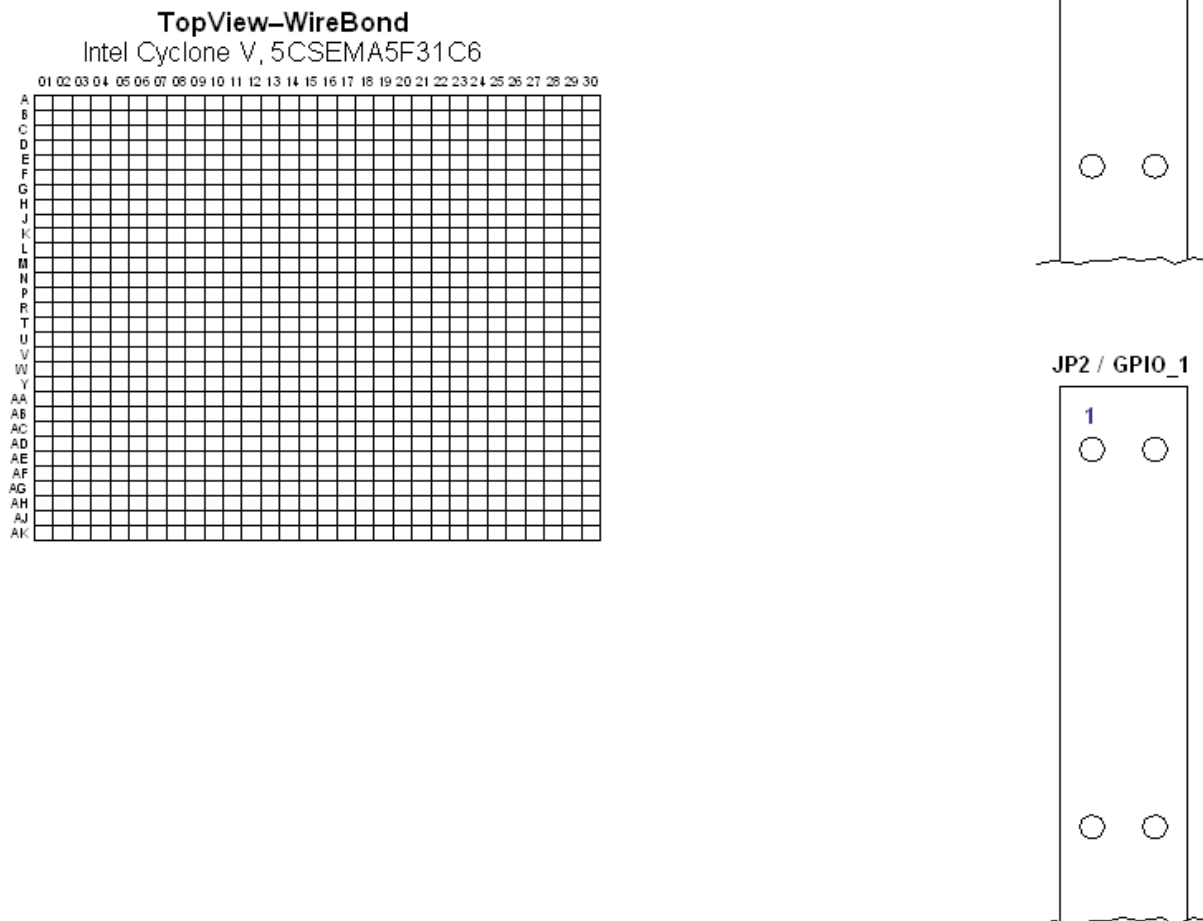 TopView–WireBond
Intel Cyclone V, 5CSEMA5F31C6
01 02 03 04 05 06 07 08 09 10 11 12 13 14 15 16 17 18 19 20 21 22 23 24 25 26 27 28 29 30
A
B
C
D
E
F
G
H
J
K
L
M
N
P
R
T
U
V
W
Y
AA
AB
AC
AD
AE
AF
AG
AH
AJ
AK
JP2 / GPIO_1
1